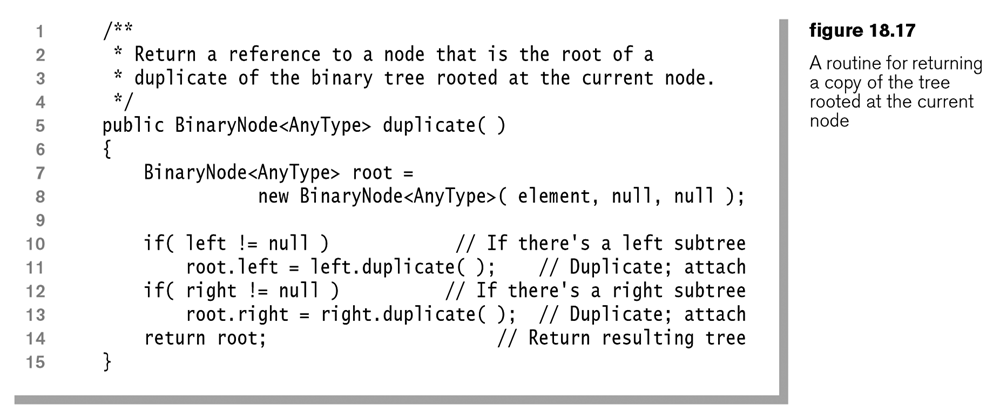 1 /**
2 * Return a reference to a node that is the root of a
3 * duplicate of the binary tree rooted at the current node.
4 */
5 public BinaryNode<AnyType> duplicate( )
6 {
7 BinaryNode<AnyType> root =
8 new BinaryNode<AnyType>( element, null, null );
9
10 if( left != null ) // If there's a left subtree
11 root.left = left.duplicate( ); // Duplicate; attach
12 if( right != null ) // If there's a right subtree
13 root.right = right.duplicate( ); // Duplicate; attach
14 return root; // Return resulting tree
15 }
figure 18.17
A routine for returning
a copy of the tree
rooted at the current
node